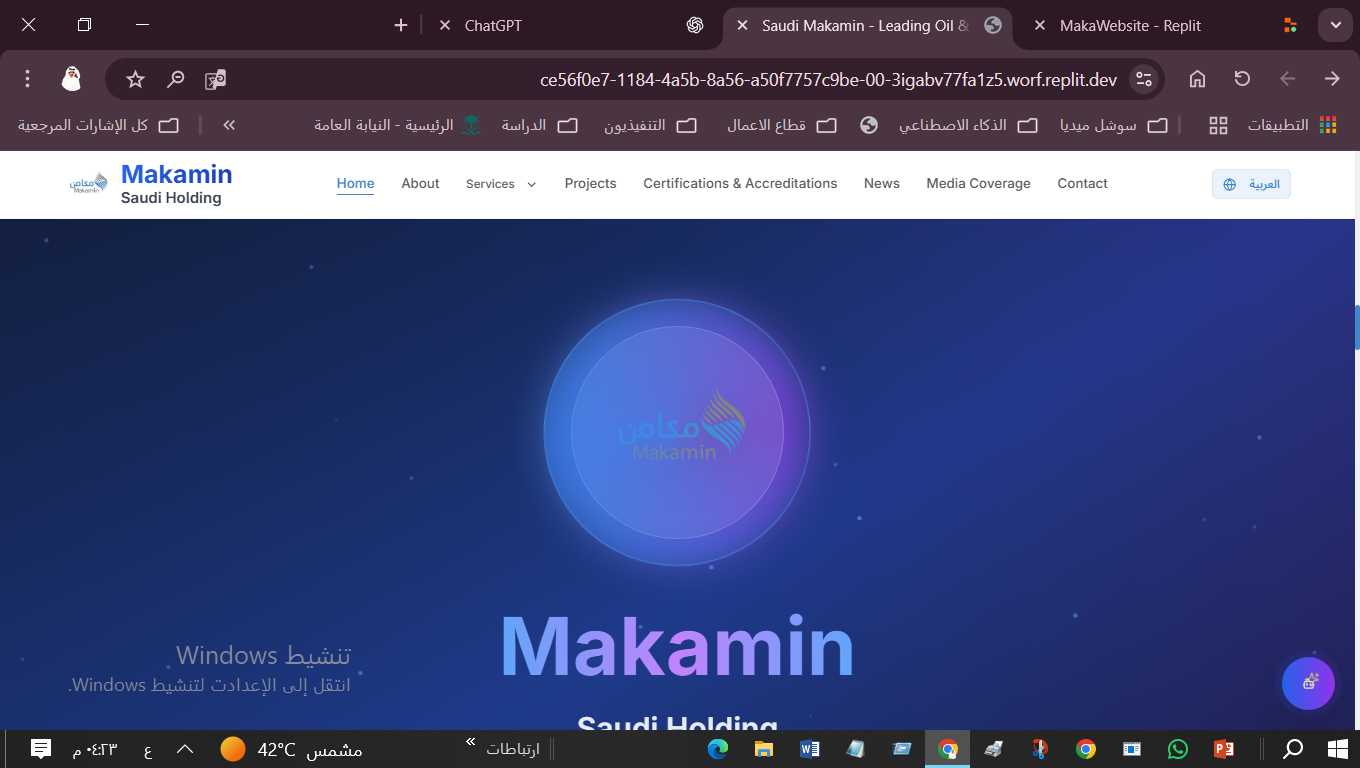 ChatGPT
Saudi Makamin - Leading Oil &
MakaWebsite - Replit
ce56f0e7-1184-4a5b-8a56-a50f7757c9be-00-3igabv77fa1z5.worf.replit.dev
التطبيقات
سوشل ميديا
الذكاء الاصطناعي
قطاع الاعمال
التنفيذيون
الدراسة
الرئيسية - النيابة العامة
»
كل الإشارات المرجعية
مكامن
Makamin
Makamin
Saudi Holding
Home
About
Services
Projects
Certifications & Accreditations
News
Media Coverage
Contact
العربية
مكامن
Makamin
Makamin
Saudi Holding
تنشيط Windows
انتقل إلى الإعدادت لتنشيط Windows.
ارتباطات
»
42°C مشمس
ع
٠٤:٢٣ م